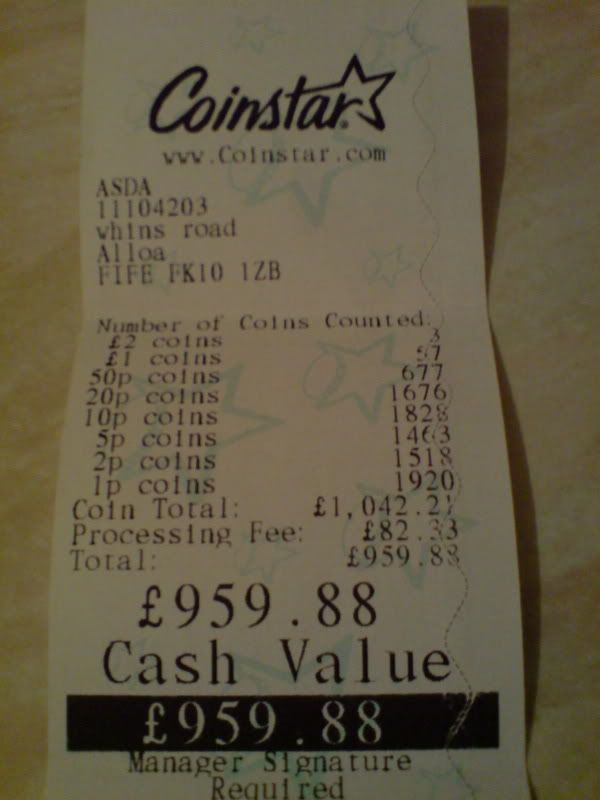 Coinstar
www.Coinstar.com
ASDA
11104203
whins road
Alloa
FIFE FK10 1ZB
Number of Coins Counted:
£2 coins 3
£1 coins 57
50p coins 677
20p coins 1676
10p coins 1828
5p coins 1463
2p coins 1518
1p coins 1920
Coin Total: £1,042.21
Processing Fee: £82.33
Total: £959.88
£959.88
Cash Value
£959.88
Manager Signature
Required